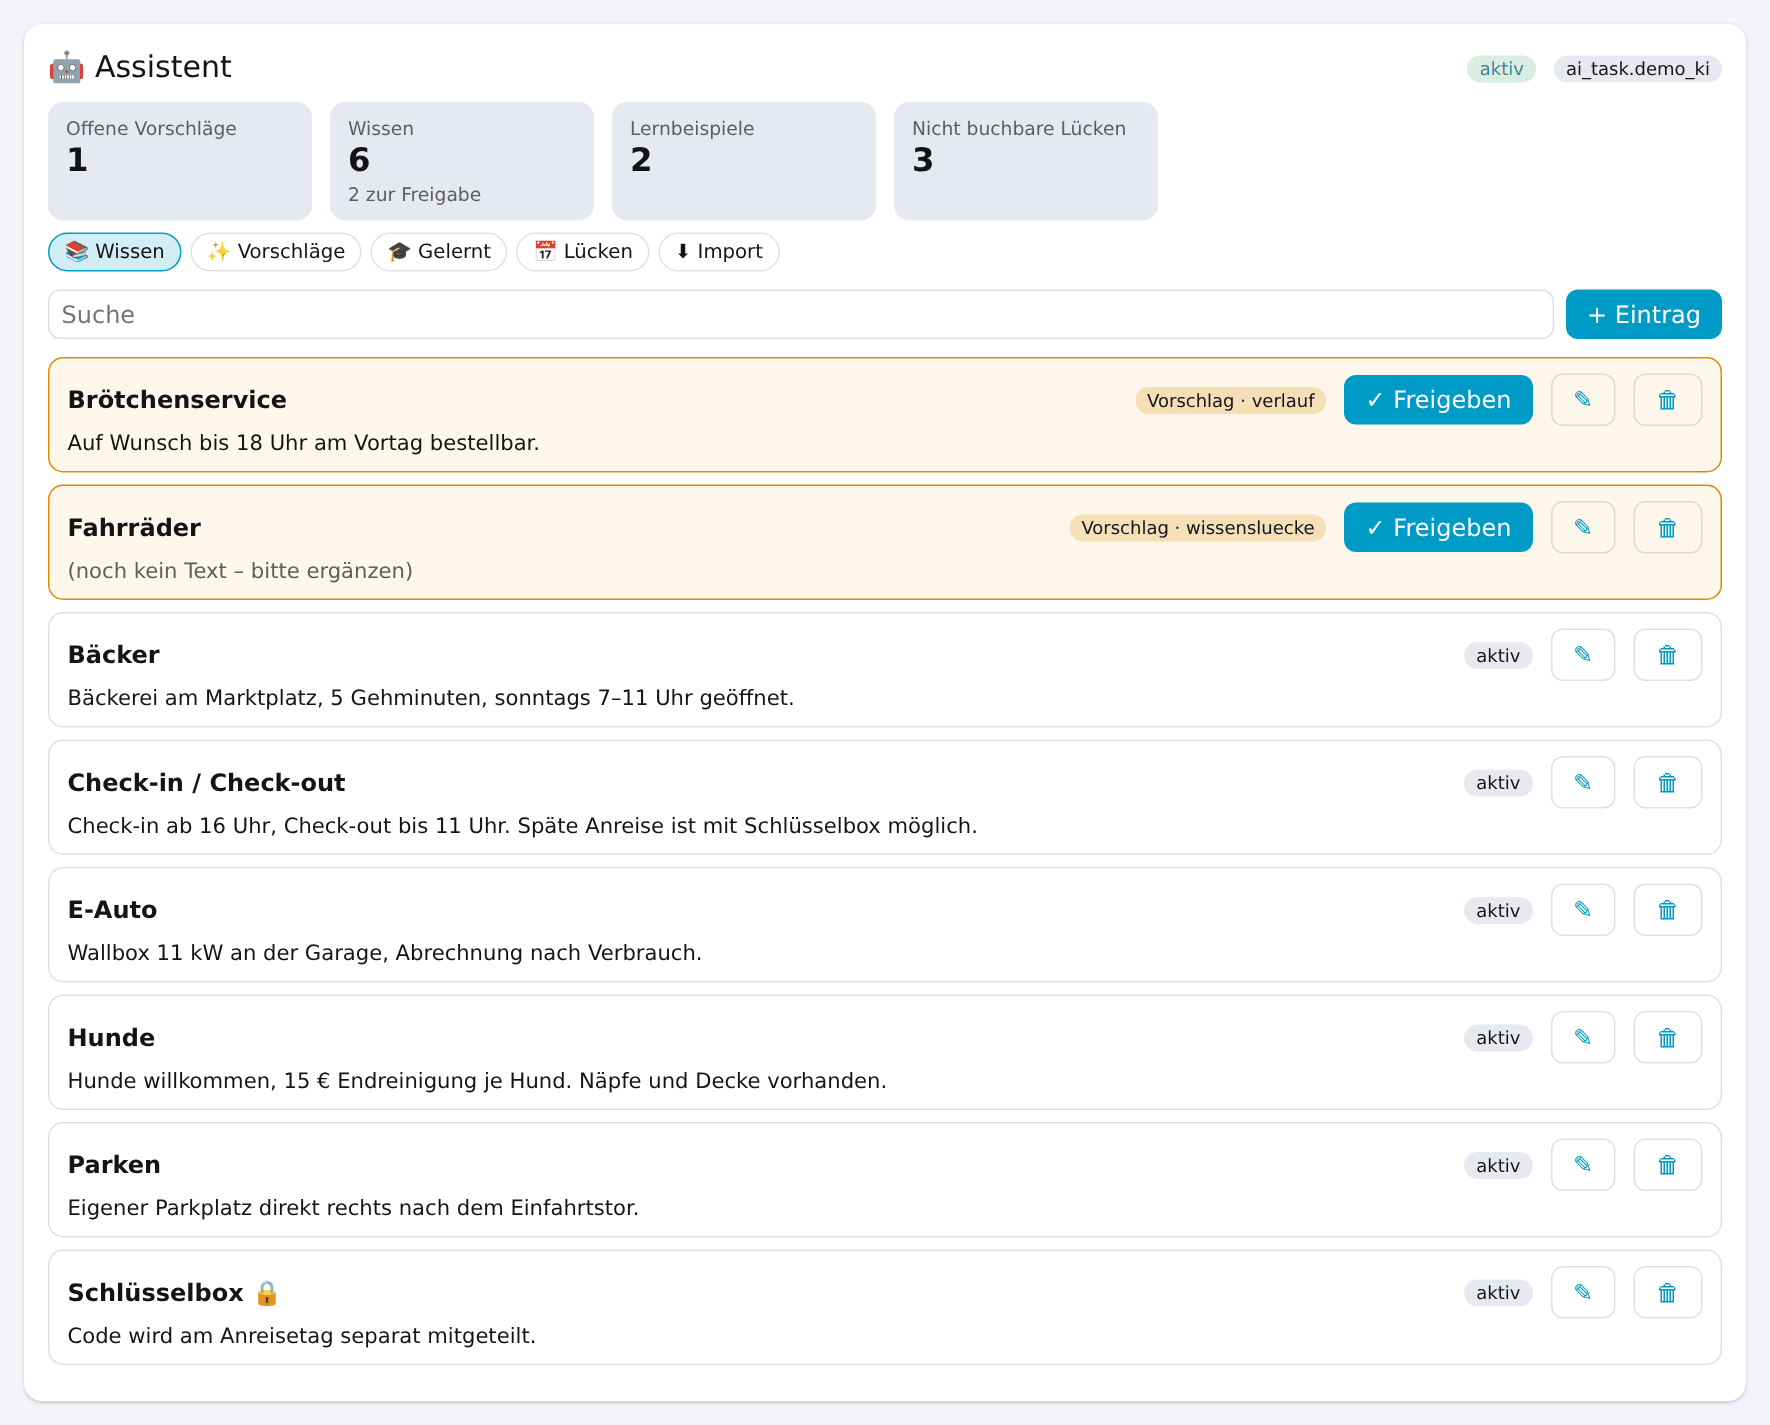 🤖 Assistent
aktiv
ai_task.demo_ki
Offene Vorschläge
1
Wissen
6
2 zur Freigabe
Lernbeispiele
2
Nicht buchbare Lücken
3
📚 Wissen
✨ Vorschläge
🎓 Gelernt
📅 Lücken
⬇ Import
Suche
+ Eintrag
Brötchenservice
Vorschlag · verlauf
✓ Freigeben
Auf Wunsch bis 18 Uhr am Vortag bestellbar.
Fahrräder
Vorschlag · wissensluecke
✓ Freigeben
(noch kein Text – bitte ergänzen)
Bäcker
aktiv
Bäckerei am Marktplatz, 5 Gehminuten, sonntags 7–11 Uhr geöffnet.
Check-in / Check-out
aktiv
Check-in ab 16 Uhr, Check-out bis 11 Uhr. Späte Anreise ist mit Schlüsselbox möglich.
E-Auto
aktiv
Wallbox 11 kW an der Garage, Abrechnung nach Verbrauch.
Hunde
aktiv
Hunde willkommen, 15 € Endreinigung je Hund. Näpfe und Decke vorhanden.
Parken
aktiv
Eigener Parkplatz direkt rechts nach dem Einfahrtstor.
Schlüsselbox 🔒
aktiv
Code wird am Anreisetag separat mitgeteilt.